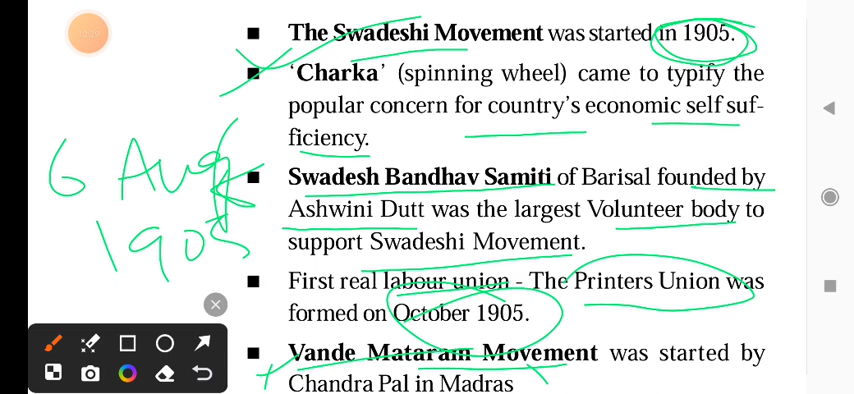 ■ The Swadeshi Movement was started in 1905.
■ ‘Charka’ (spinning wheel) came to typify the
popular concern for country’s economic self suf-
ficiency.
6 Aug
1905
■ Swadesh Bandhav Samiti of Barisal founded by
Ashwini Dutt was the largest Volunteer body to
support Swadeshi Movement.
■ First real labour union - The Printers Union was
formed on October 1905.
■ Vande Mataram Movement was started by
Chandra Pal in Madras